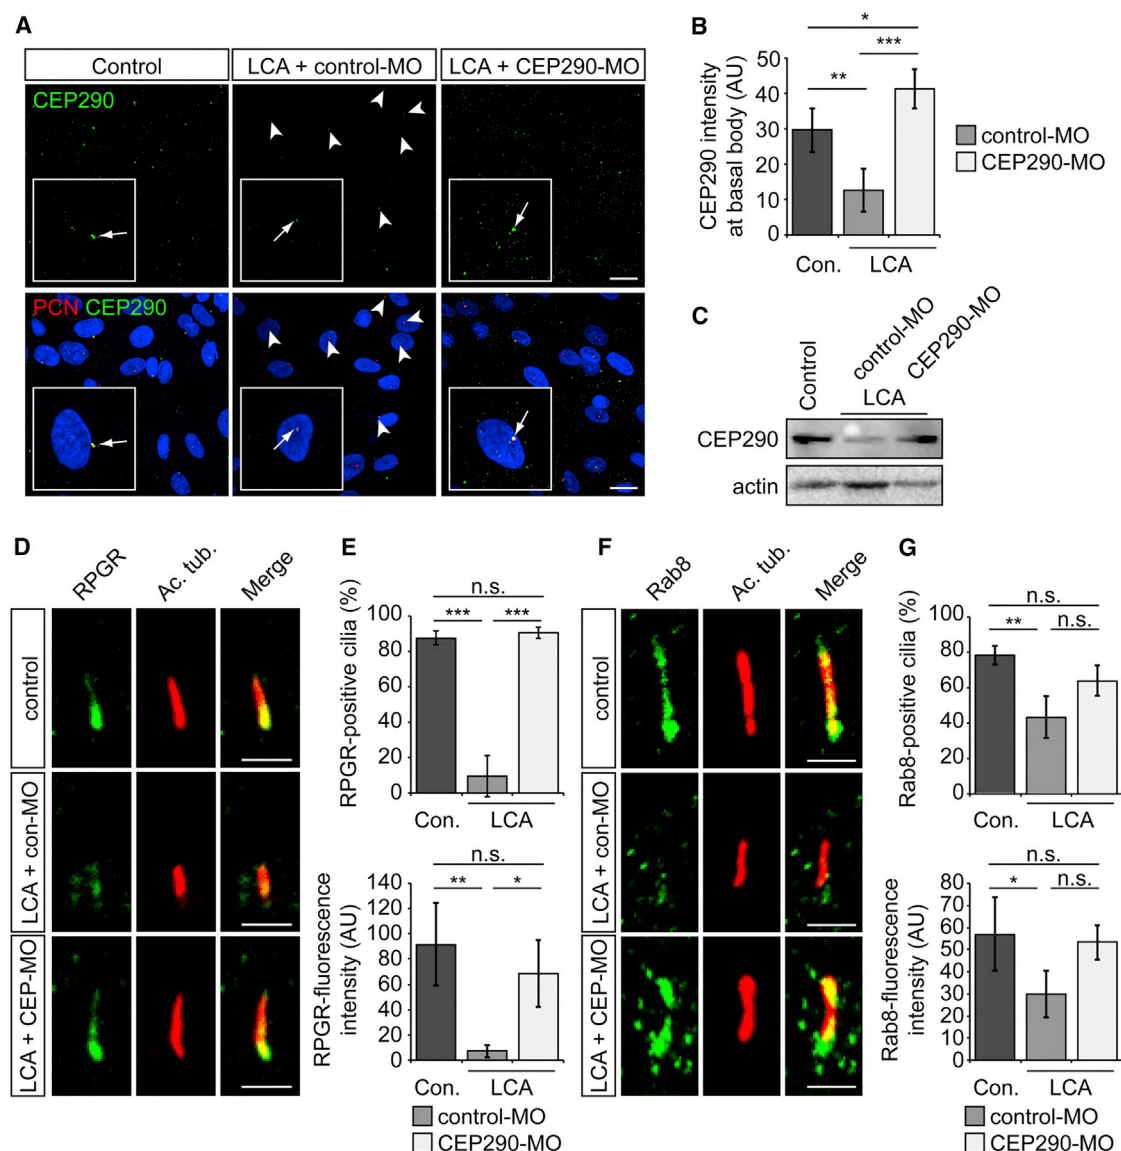 A
Control
LCA + control-MO
LCA + CEP290-MO
CEP290
PCN CEP290
B
CEP290 intensity
at basal body (AU)
50
40
30
20
10
0
*
**
***
Con.
LCA
control-MO
CEP290-MO
C
Control
control-MO
CEP290-MO
LCA
CEP290
actin
D
RPGR
Ac. tub.
Merge
control
LCA + con-MO
LCA + CEP-MO
E
RPGR-positive cilia (%)
100
80
60
40
20
0
n.s.
***
***
Con.
LCA
RPGR-fluorescence
intensity (AU)
140
120
100
80
60
40
20
0
n.s.
**
*
Con.
LCA
control-MO
CEP290-MO
F
Rab8
Ac. tub.
Merge
control
LCA + con-MO
LCA + CEP-MO
G
Rab8-positive cilia (%)
100
80
60
40
20
0
n.s.
**
n.s.
Con.
LCA
Rab8-fluorescence
intensity (AU)
80
70
60
50
40
30
20
10
0
n.s.
*
n.s.
Con.
LCA
control-MO
CEP290-MO